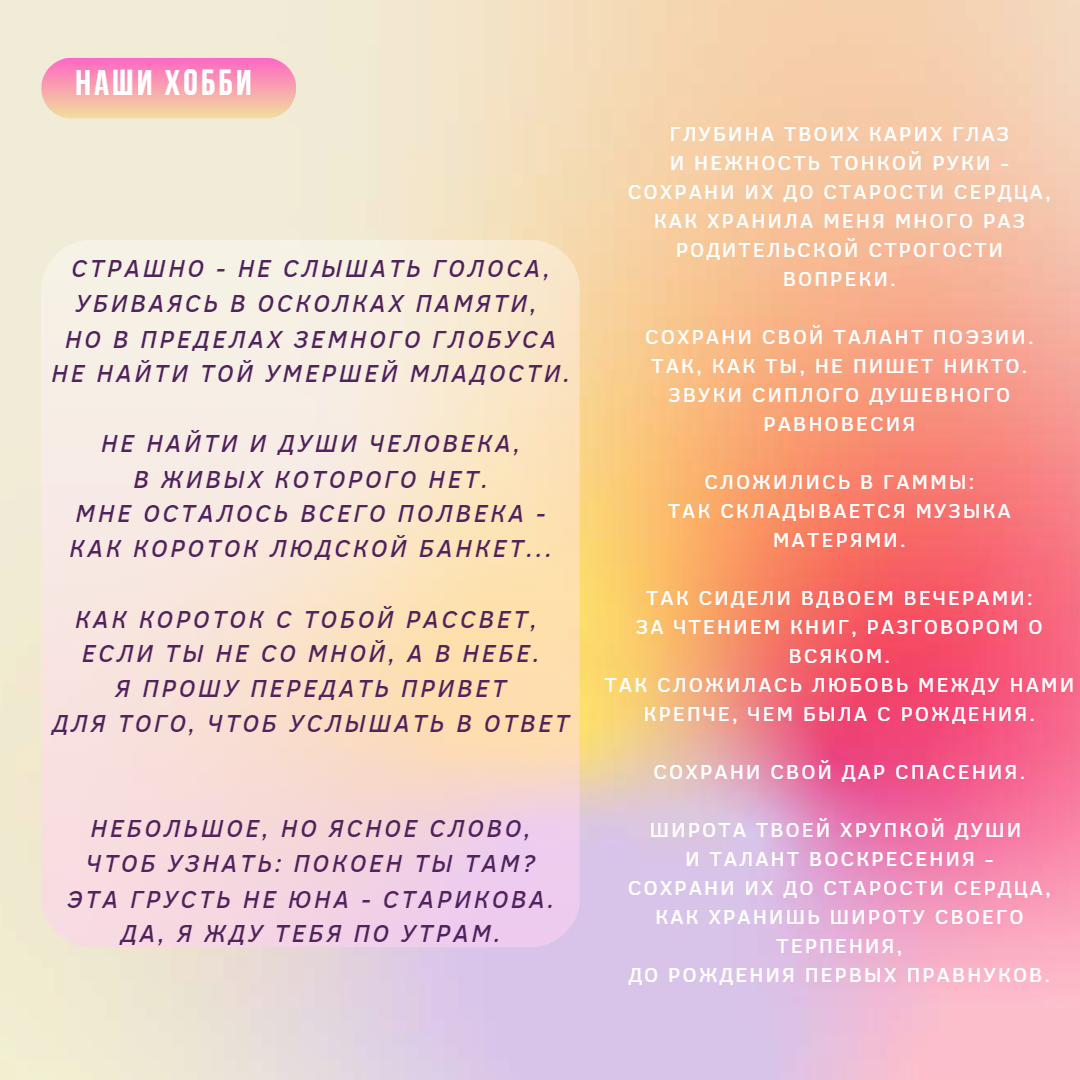 НАШИ ХОББИ
СТРАШНО - НЕ СЛЫШАТЬ ГОЛОСА,
УБИВАЯСЬ В ОСКОЛКАХ ПАМЯТИ,
НО В ПРЕДЕЛАХ ЗЕМНОГО ГЛОБУСА
НЕ НАЙТИ ТОЙ УМЕРШЕЙ МЛАДОСТИ.
НЕ НАЙТИ И ДУШИ ЧЕЛОВЕКА,
В ЖИВЫХ КОТОРОГО НЕТ.
МНЕ ОСТАЛОСЬ ВСЕГО ПОЛВЕКА -
КАК КОРОТОК ЛЮДСКОЙ БАНКЕТ...
КАК КОРОТОК С ТОБОЙ РАССВЕТ,
ЕСЛИ ТЫ НЕ СО МНОЙ, А В НЕБЕ.
Я ПРОШУ ПЕРЕДАТЬ ПРИВЕТ
ДЛЯ ТОГО, ЧТОБ УСЛЫШАТЬ В ОТВЕТ
НЕБОЛЬШОЕ, НО ЯСНОЕ СЛОВО,
ЧТОБ УЗНАТЬ: ПОКОЕН ТЫ ТАМ?
ЭТА ГРУСТЬ НЕ ЮНА - СТАРИКОВА.
ДА, Я ЖДУ ТЕБЯ ПО УТРАМ.
ГЛУБИНА ТВОИХ КАРИХ ГЛАЗ
И НЕЖНОСТЬ ТОНКОЙ РУКИ -
СОХРАНИ ИХ ДО СТАРОСТИ СЕРДЦА,
КАК ХРАНИЛА МЕНЯ МНОГО РАЗ
РОДИТЕЛЬСКОЙ СТРОГОСТИ
ВОПРЕКИ.
СОХРАНИ СВОЙ ТАЛАНТ ПОЭЗИИ.
ТАК, КАК ТЫ, НЕ ПИШЕТ НИКТО.
ЗВУКИ СИПЛОГО ДУШЕВНОГО
РАВНОВЕСИЯ
СЛОЖИЛИСЬ В ГАММЫ:
ТАК СКЛАДЫВАЕТСЯ МУЗЫКА
МАТЕРЯМИ.
ТАК СИДЕЛИ ВДВОЕМ ВЕЧЕРАМИ:
ЗА ЧТЕНИЕМ КНИГ, РАЗГОВОРОМ О
ВСЯКОМ.
ТАК СЛОЖИЛАСЬ ЛЮБОВЬ МЕЖДУ НАМИ
КРЕПЧЕ, ЧЕМ БЫЛА С РОЖДЕНИЯ.
СОХРАНИ СВОЙ ДАР СПАСЕНИЯ.
ШИРОТА ТВОЕЙ ХРУПКОЙ ДУШИ
И ТАЛАНТ ВОСКРЕСЕНИЯ -
СОХРАНИ ИХ ДО СТАРОСТИ СЕРДЦА,
КАК ХРАНИШЬ ШИРОТУ СВОЕГО
ТЕРПЕНИЯ,
ДО РОЖДЕНИЯ ПЕРВЫХ ПРАВНУКОВ.